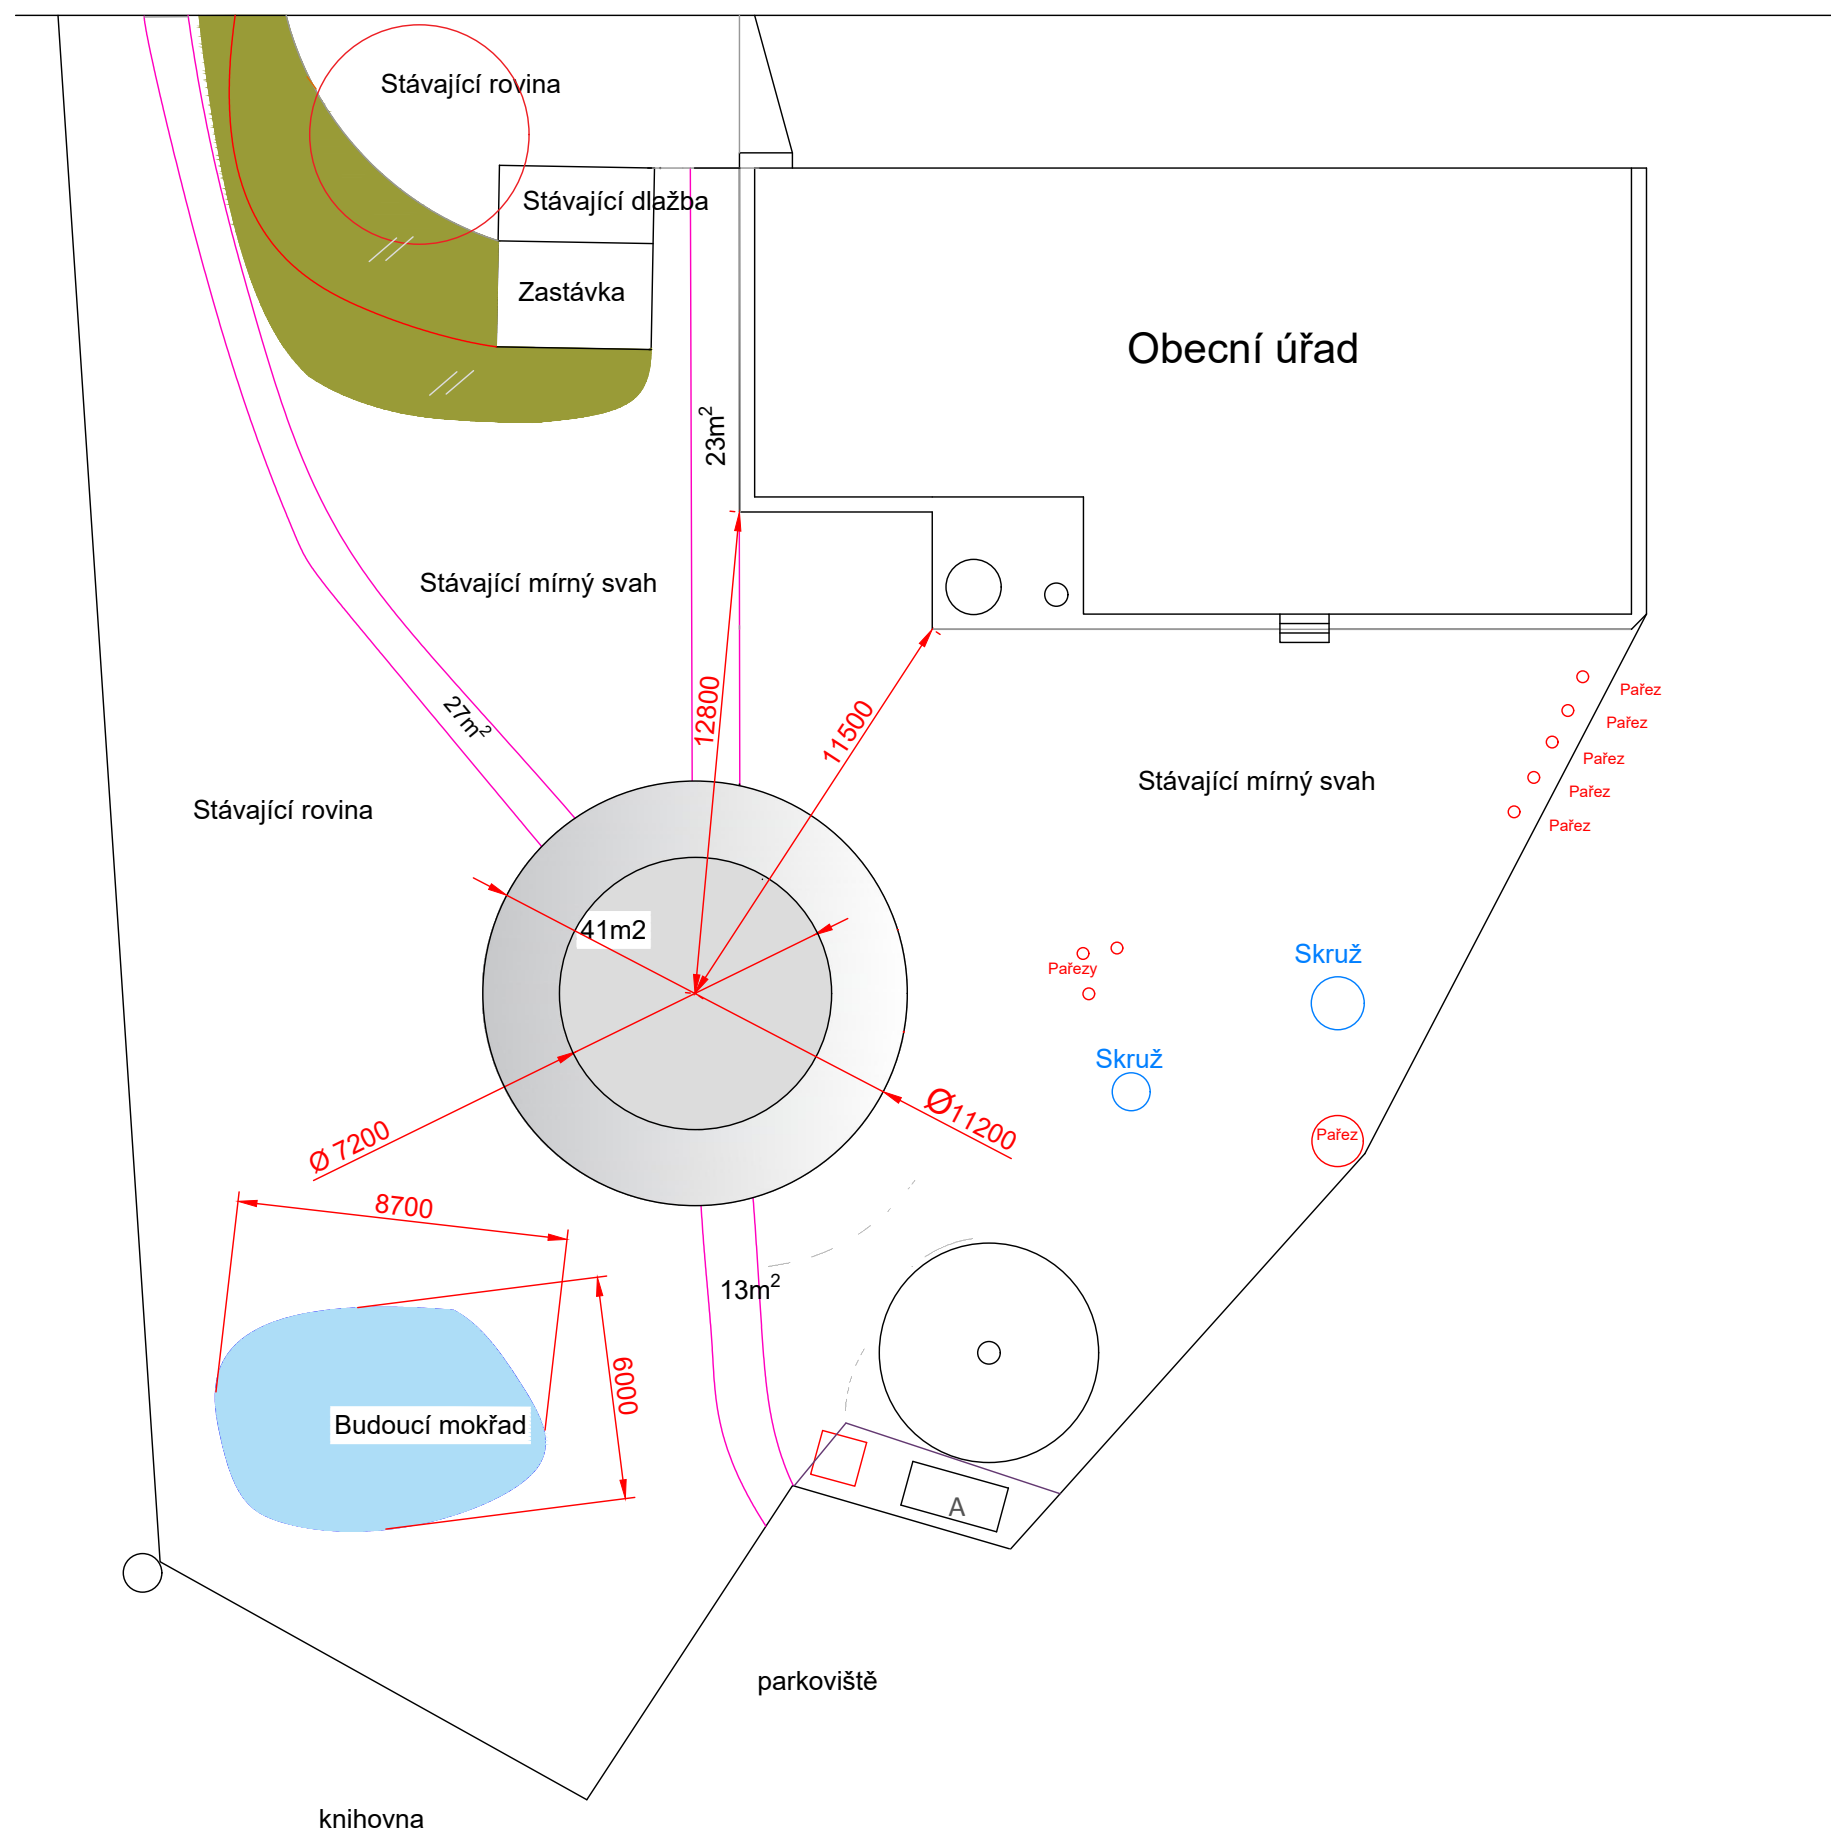 Stávající rovina
Stávající dlažba
Zastávka
Obecní úřad
23m²
Stávající mírný svah
12800
11500
27m²
Pařez
Pařez
Pařez
Pařez
Pařez
Stávající mírný svah
Stávající rovina
41m2
Pařezy
Skruž
Skruž
Ø11200
Pařez
Ø 7200
8700
13m²
6000
Budoucí mokřad
A
parkoviště
knihovna